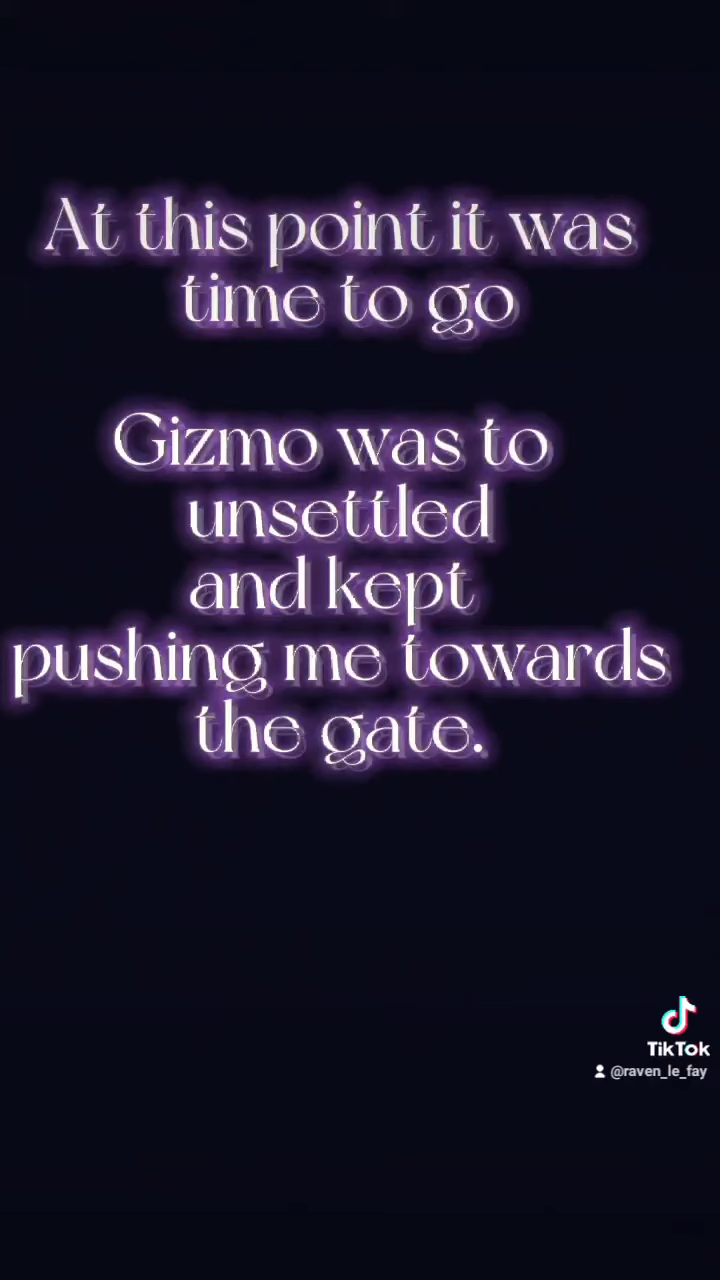 At this point it was
time to go
Gizmo was to
unsettled
and kept
pushing me towards
the gate.
TikTok
@raven_le_fay